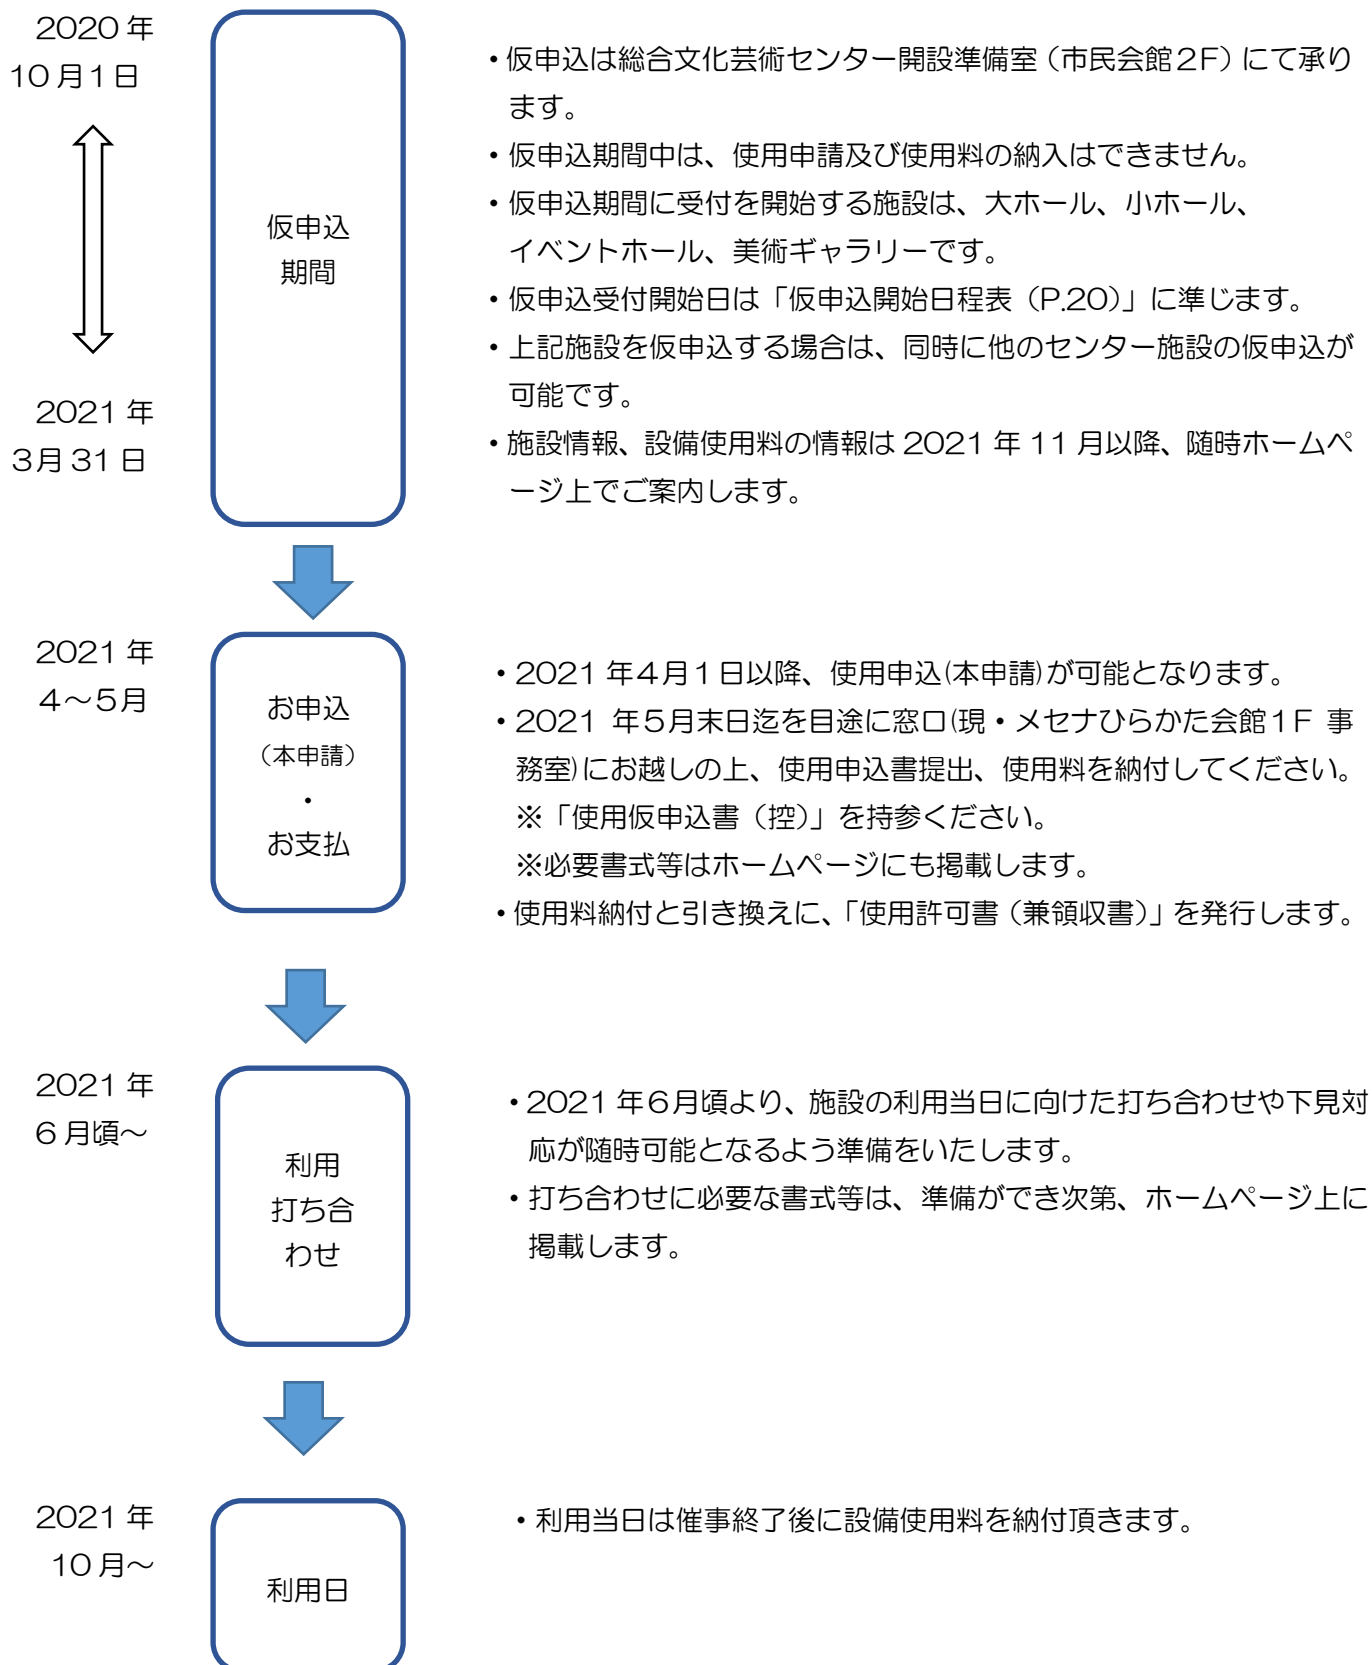 2020年
10月1日
2021年
3月31日
仮申込
期間
・仮申込は総合文化芸術センター開設準備室（市民会館2F）にて承り
ます。
・仮申込期間中は、使用申請及び使用料の納入はできません。
・仮申込期間に受付を開始する施設は、大ホール、小ホール、
イベントホール、美術ギャラリーです。
・仮申込受付開始日は「仮申込開始日程表（P.20）」に準じます。
・上記施設を仮申込する場合は、同時に他のセンター施設の仮申込が
可能です。
・施設情報、設備使用料の情報は 2021 年 11 月以降、随時ホームペ
ージ上でご案内します。
2021年
4～5月
お申込
（本申請）
・
お支払
・2021 年4月1日以降、使用申込(本申請)が可能となります。
・2021 年5月末日迄を目途に窓口(現・メセナひらかた会館1F 事
務室)にお越しの上、使用申込書提出、使用料を納付してください。
※「使用仮申込書（控）」を持参ください。
※必要書式等はホームページにも掲載します。
・使用料納付と引き換えに、「使用許可書（兼領収書）」を発行します。
2021年
6月頃～
利用
打ち合
わせ
・2021 年6月頃より、施設の利用当日に向けた打ち合わせや下見対
応が随時可能となるよう準備をいたします。
・打ち合わせに必要な書式等は、準備ができ次第、ホームページ上に
掲載します。
2021年
10月～
利用日
・利用当日は催事終了後に設備使用料を納付頂きます。